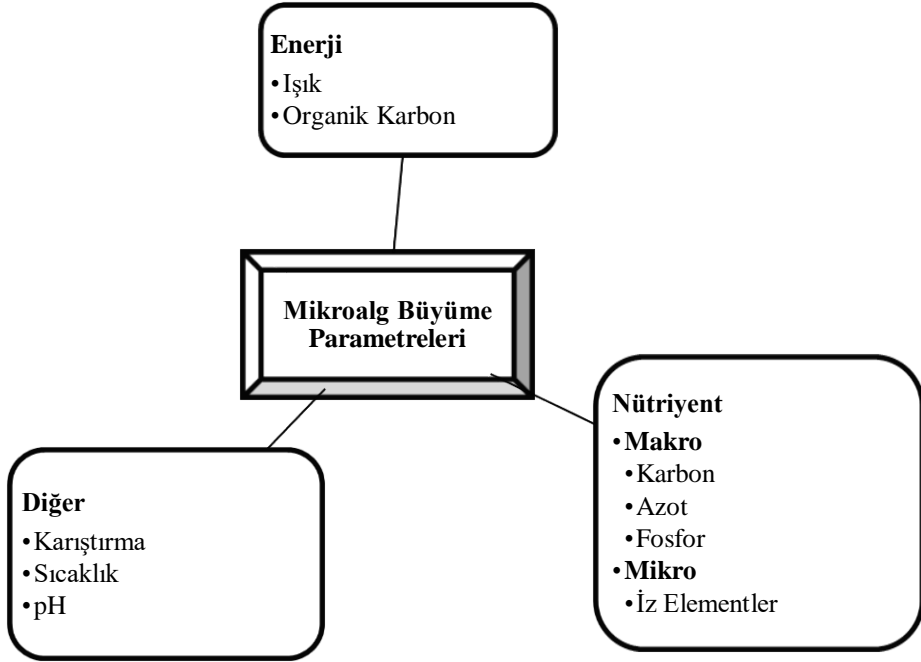 Enerji
•Işık
•Organik Karbon
Mikroalg Büyüme
Parametreleri
Nütriyent
•Makro
•Karbon
•Azot
•Fosfor
•Mikro
•İz Elementler
Diğer
•Karıştırma
•Sıcaklık
•pH